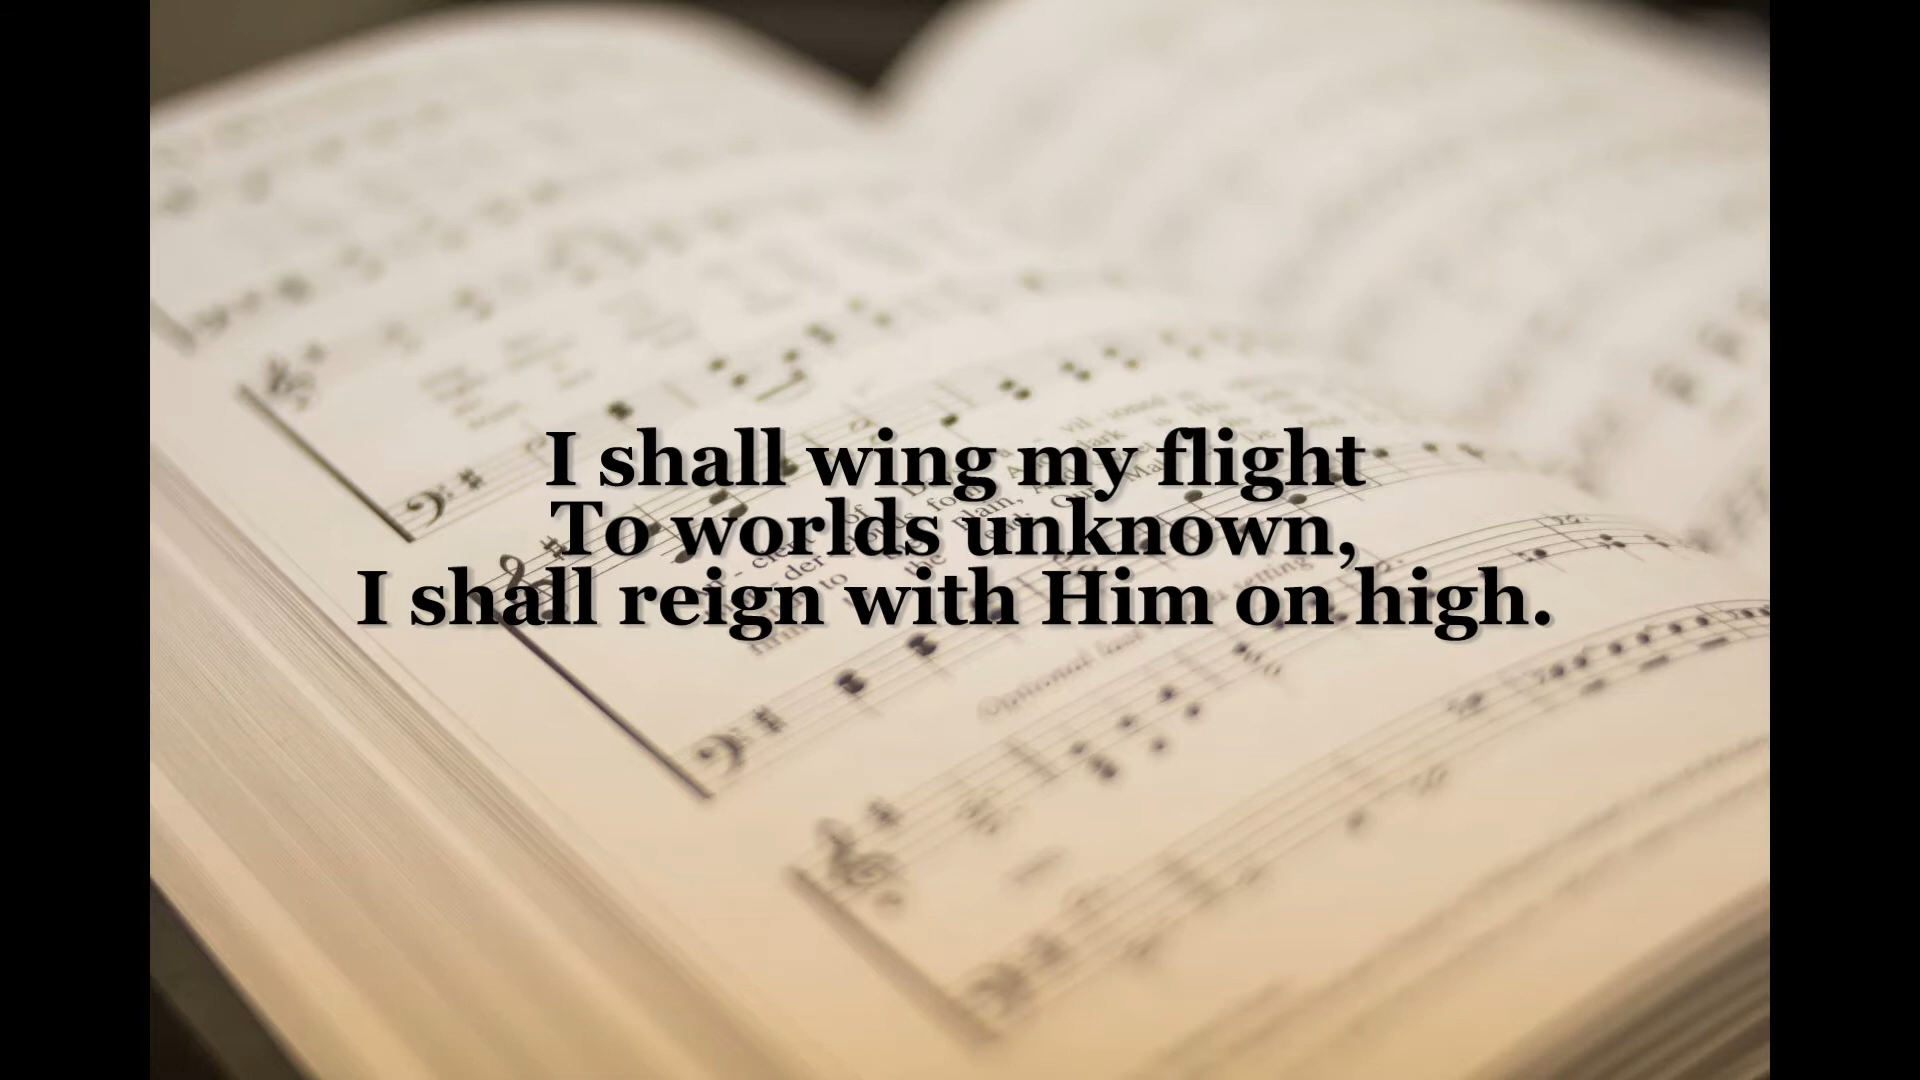 I shall wing my flight
To worlds unknown,
I shall reign with Him on high.